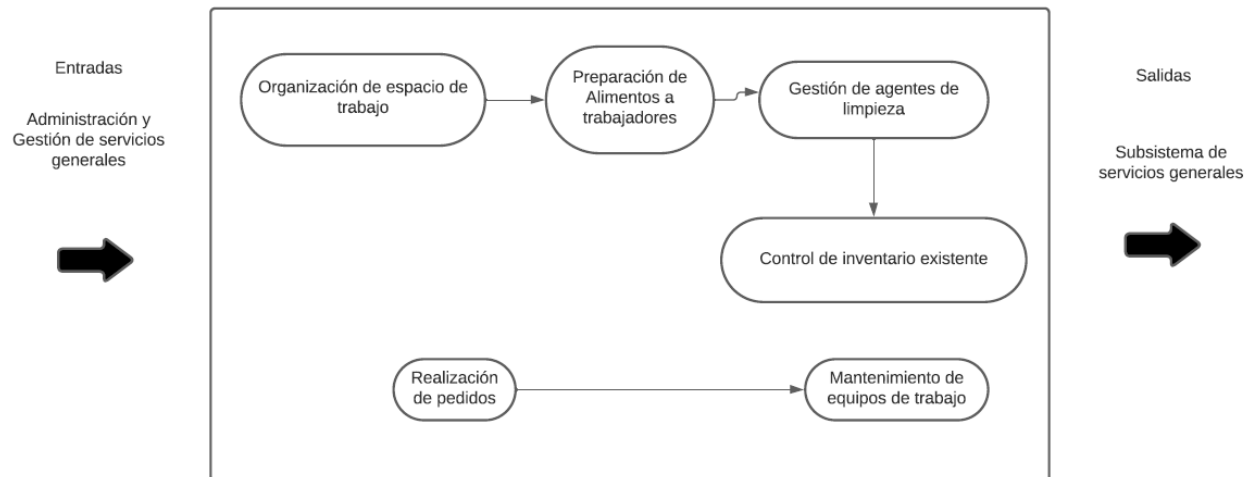 Entradas
Administración y
Gestión de servicios
generales
Organización de espacio de
trabajo
Preparación de
Alimentos a
trabajadores
Gestión de agentes de
limpieza
Control de inventario existente
Realización
de pedidos
Mantenimiento de
equipos de trabajo
Salidas
Subsistema de
servicios generales